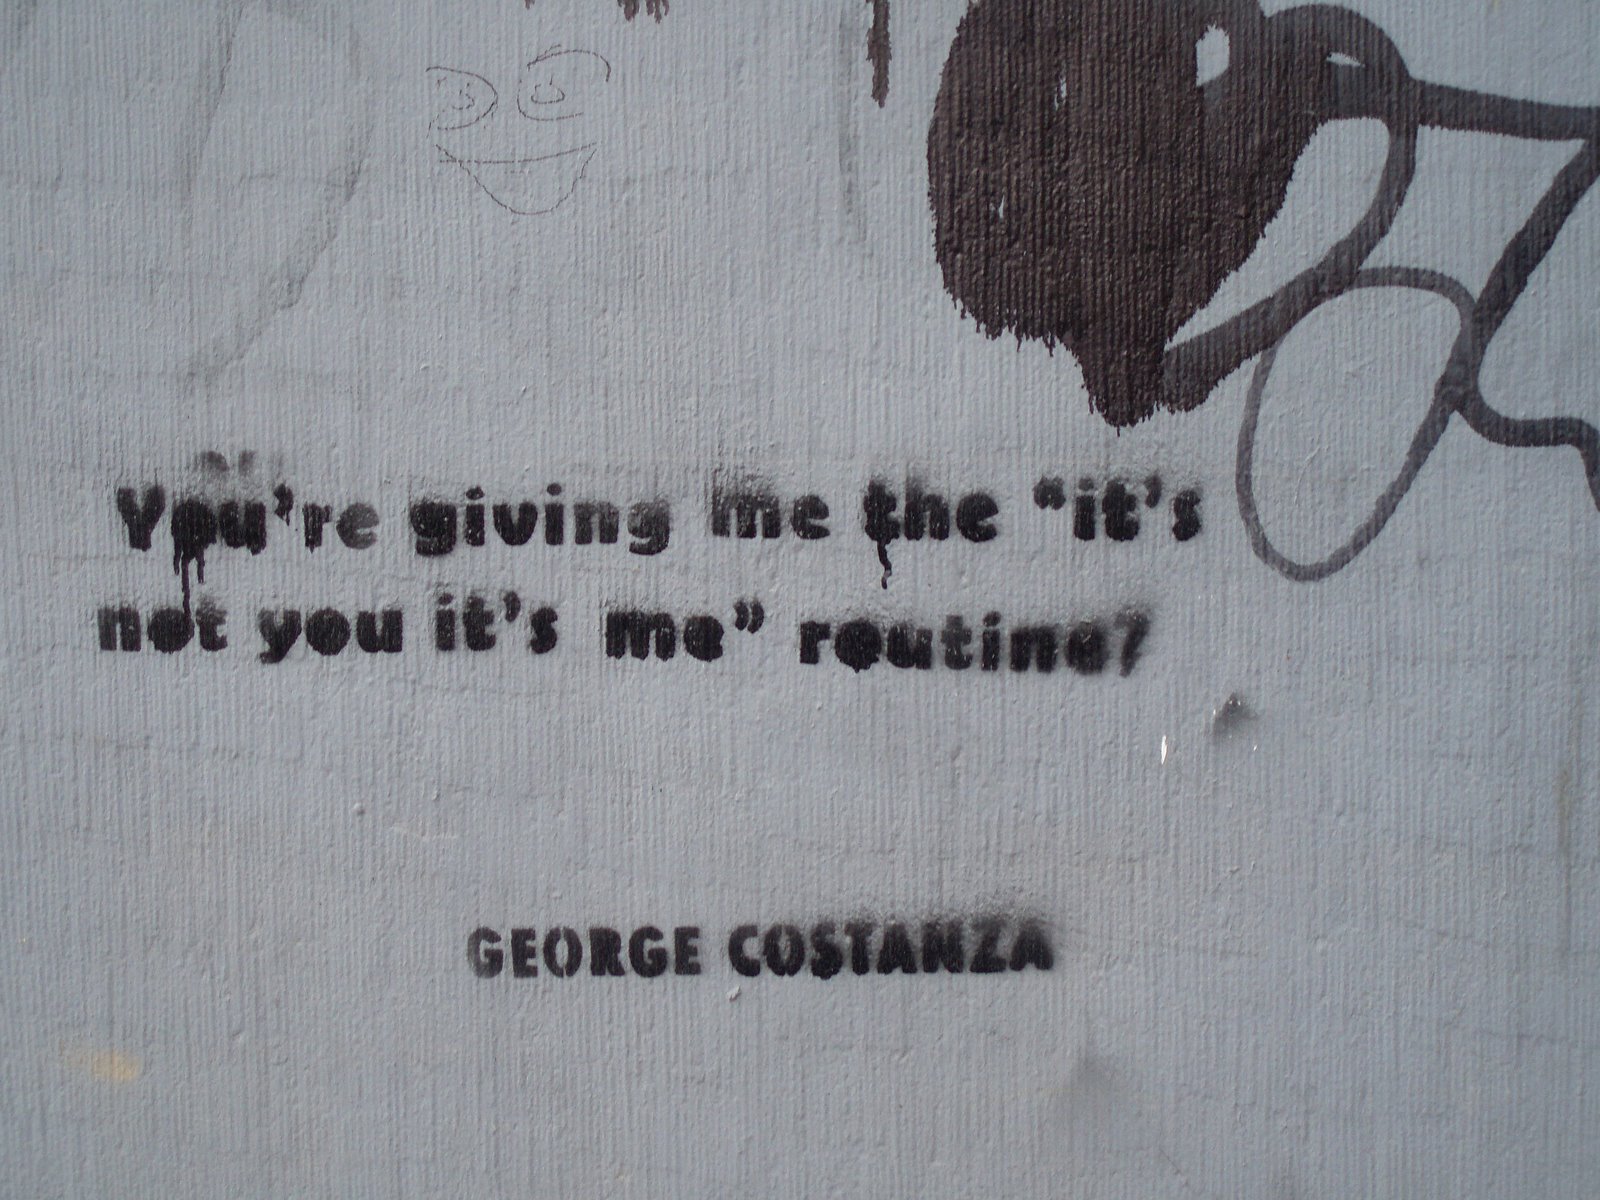 You're giving me the “it's
not you it's me” routine?
GEORGE COSTANZA